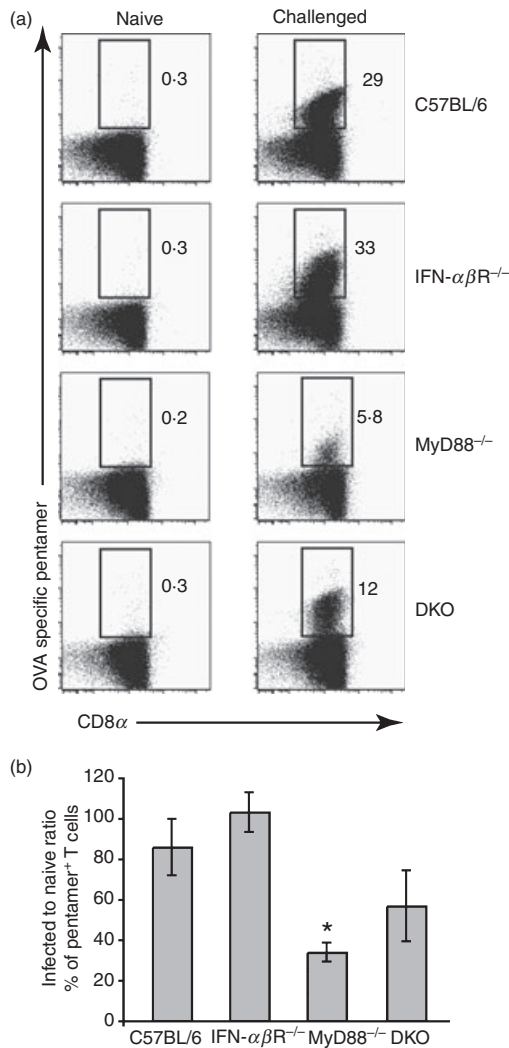 (a)
Naive
Challenged
0·3
29
C57BL/6
0·3
33
IFN-αβR–/–
0·2
5·8
MyD88–/–
0·3
12
DKO
OVA specific pentamer
CD8α
(b)
Infected to naive ratio
% of pentamer+ T cells
120
100
80
60
40
20
0
*
C57BL/6 IFN-αβR–/– MyD88–/– DKO